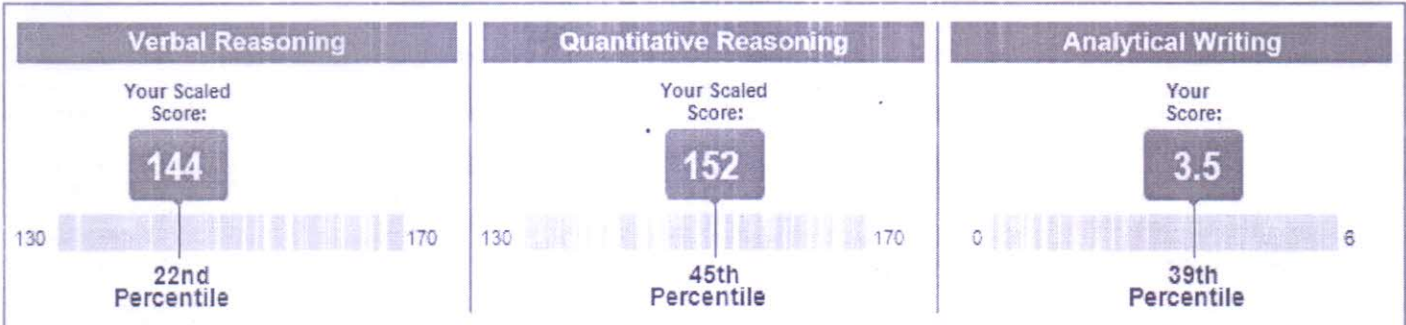 Verbal Reasoning
Your Scaled
Score:
144
130
170
22nd
Percentile
Quantitative Reasoning
Your Scaled
Score:
152
130
170
45th
Percentile
Analytical Writing
Your
Score:
3.5
0
6
39th
Percentile